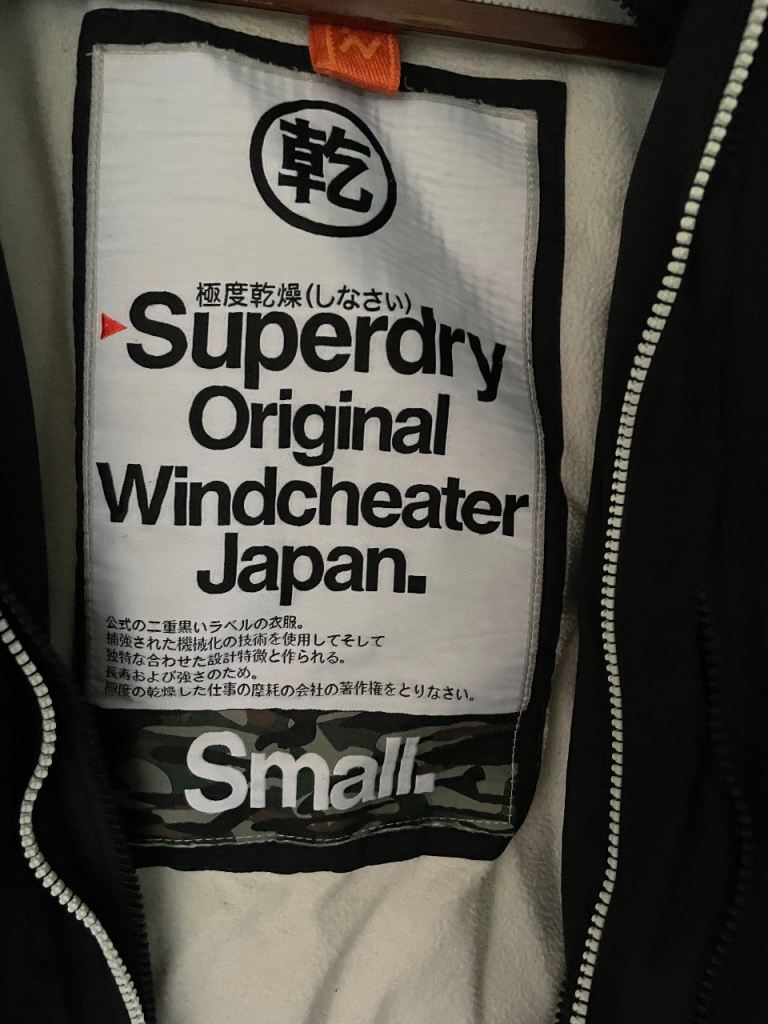 乾
極度乾燥(しなさい)
Superdry
Original
Windcheater
Japan.
公式の二重黒いラベルの衣服。
補強された機械化の技術を使用してそして
独特な合わせた設計特徴と作られる。
長寿および強さのため。
極度の乾燥した仕事の摩耗の会社の著作権をとりなさい。
Small.